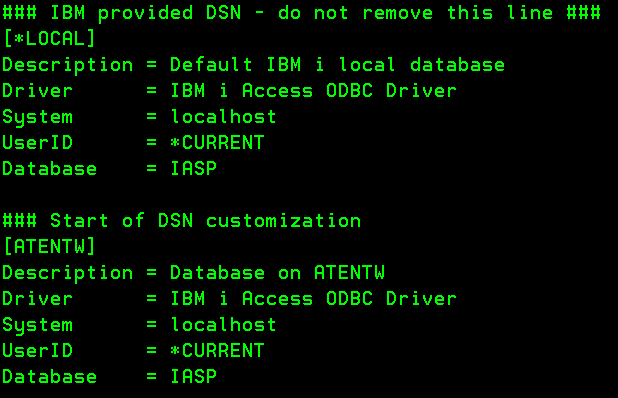 ### IBM provided DSN - do not remove this line ###
[*LOCAL]
Description = Default IBM i local database
Driver      = IBM i Access ODBC Driver
System      = localhost
UserID      = *CURRENT
Database    = IASP

### Start of DSN customization
[ATENTW]
Description = Database on ATENTW
Driver      = IBM i Access ODBC Driver
System      = localhost
UserID      = *CURRENT
Database    = IASP